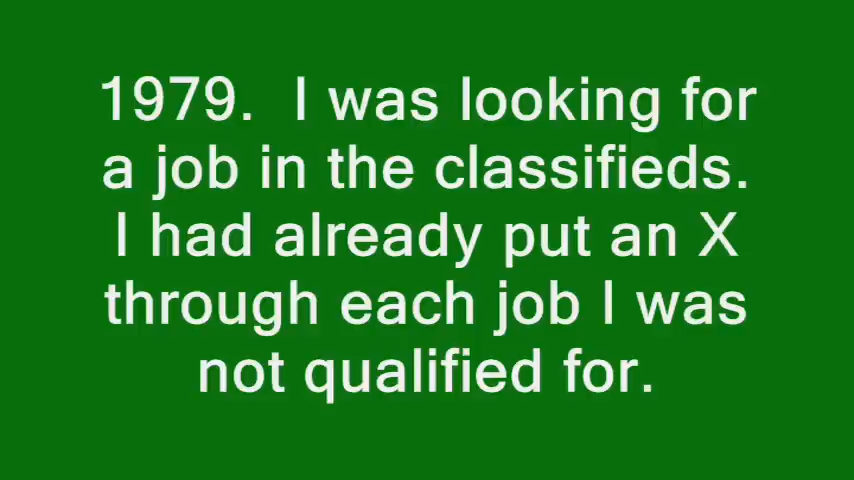 1979.  I was looking for
a job in the classifieds.
I had already put an X
through each job I was
not qualified for.